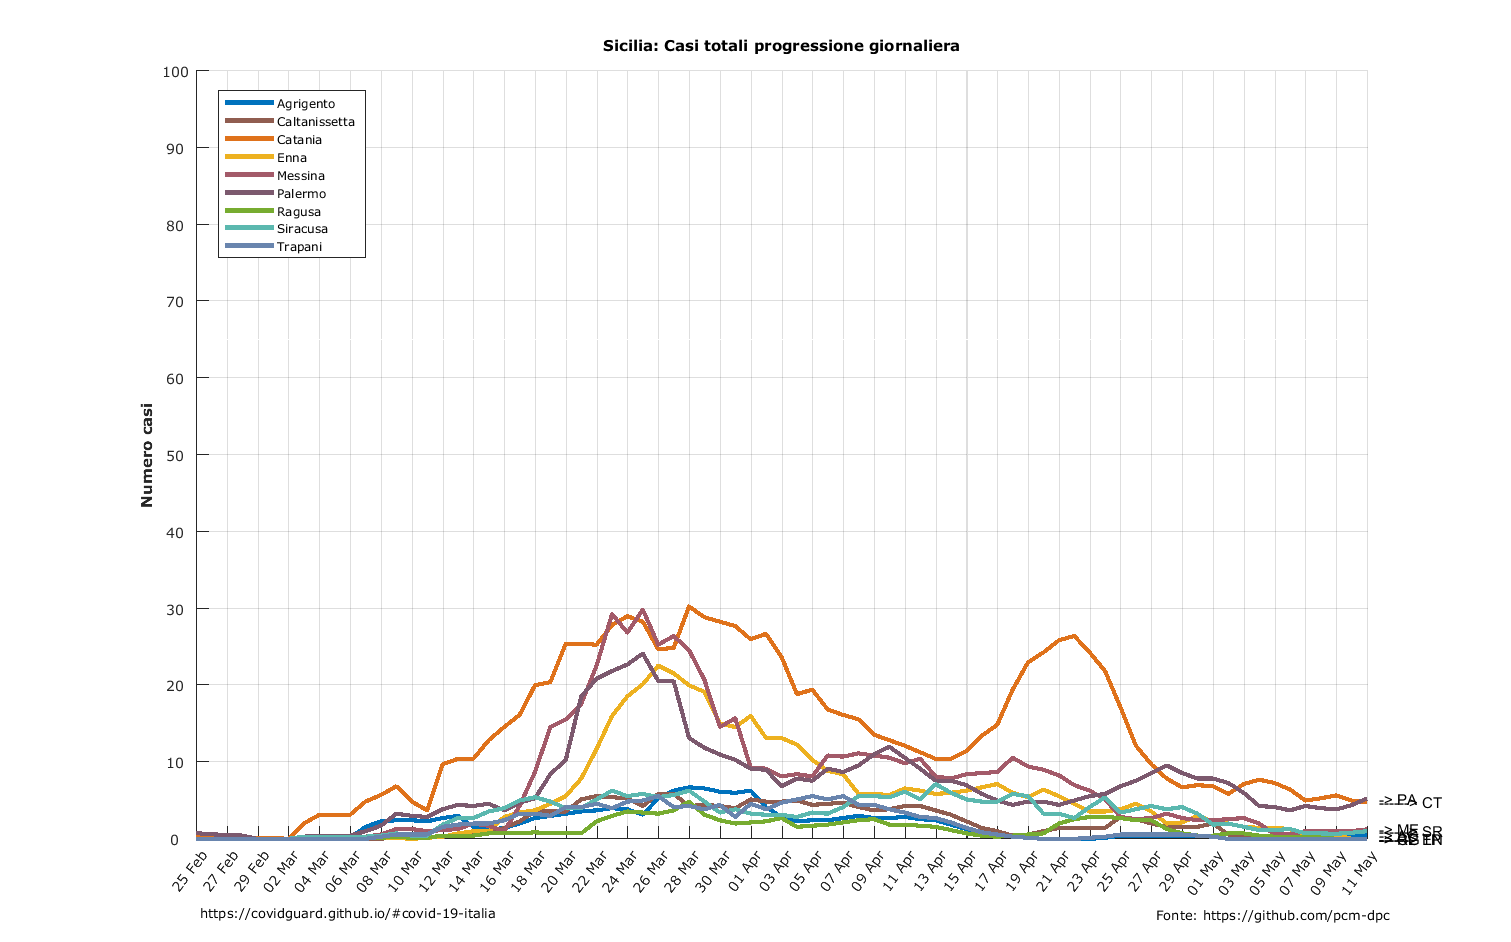 Sicilia: Casi totali progressione giornaliera
Numero casi
100
90
80
70
60
50
40
30
20
10
0
Agrigento
Caltanissetta
Catania
Enna
Messina
Palermo
Ragusa
Siracusa
Trapani
25 Feb
27 Feb
29 Feb
02 Mar
04 Mar
06 Mar
08 Mar
10 Mar
12 Mar
14 Mar
16 Mar
18 Mar
20 Mar
22 Mar
24 Mar
26 Mar
28 Mar
30 Mar
01 Apr
03 Apr
05 Apr
07 Apr
09 Apr
11 Apr
13 Apr
15 Apr
17 Apr
19 Apr
21 Apr
23 Apr
25 Apr
27 Apr
29 Apr
01 May
03 May
05 May
07 May
09 May
11 May
-> PA
CT
-> ME
SR
https://covidguard.github.io/#covid-19-italia
Fonte: https://github.com/pcm-dpc